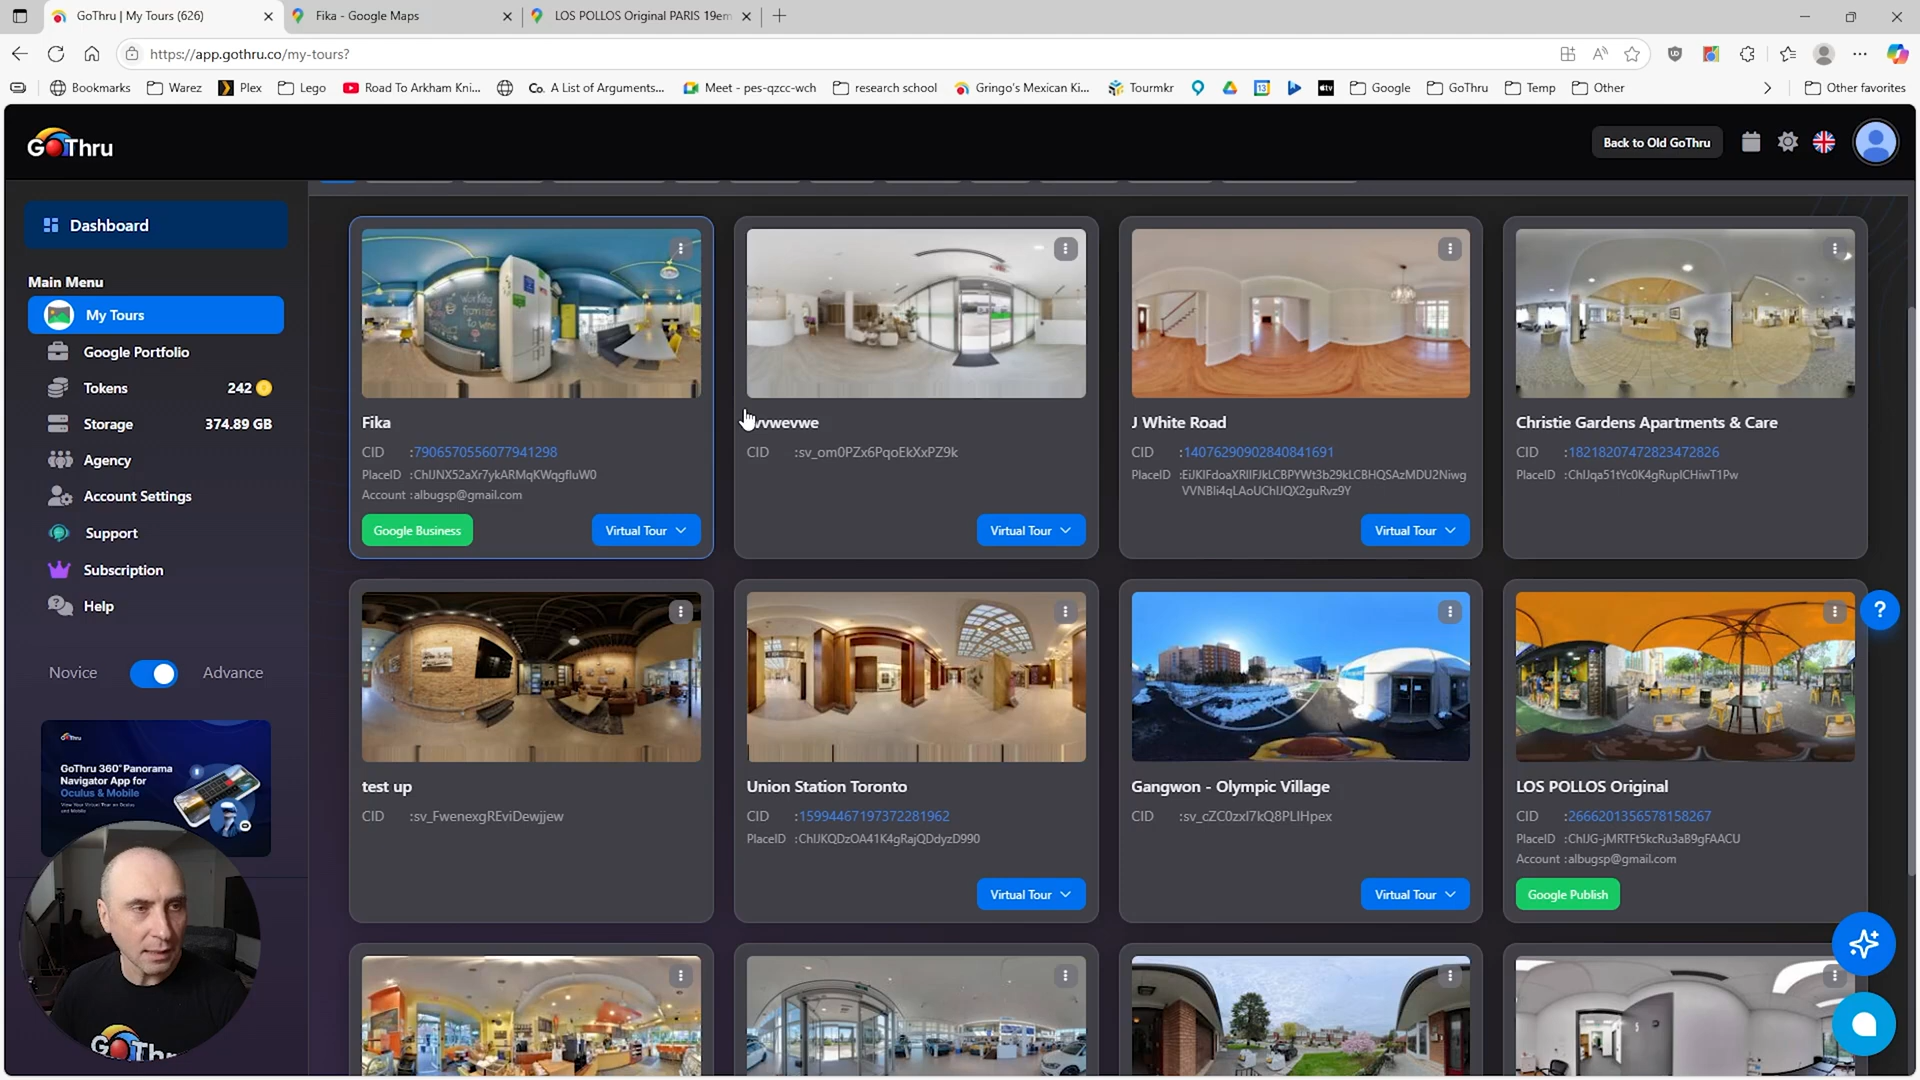 GoThru | My Tours (626)
Fika - Google Maps
LOS POLLOS Original PARIS 19em
https://app.gothru.co/my-tours?
Bookmarks
Warez
Plex
Lego
Road To Arkham Kni...
Co. A List of Arguments...
Meet - pes-qzcc-wch
research school
Gringo's Mexican Ki...
Tourmkr
Google
GoThru
Temp
Other
Other favorites
GoThru
Back to Old GoThru
Dashboard
Main Menu
My Tours
Google Portfolio
Tokens 242
Storage 374.89 GB
Agency
Account Settings
Support
Subscription
Help
Novice Advance
GoThru
GoThru 360° Panorama
Navigator App for
Oculus & Mobile
Fika
CID :7906570556077941298
PlaceID :ChIJNX52aXr7ykARMqKWqgfluW0
Account :albugsp@gmail.com
Google Business
Virtual Tour
vwevwe
CID :sv_om0PZx6PqoEkXxPZ9k
Virtual Tour
J White Road
CID :14076290902840841691
PlaceID :EiJKIFdoaXRlIFJkLCBPYWt3b29kLCBHQSAzMDU2Niwg
VVNBIi4qLAoUChIJQX2guRvz9Y
Virtual Tour
Christie Gardens Apartments & Care
CID :18218207472823472826
PlaceID :ChIJqa51tYc0K4gRupICHiwT1Pw
test up
CID :sv_FwenexgREviDewjjew
Union Station Toronto
CID :15994467197372281962
PlaceID :ChIJKQDzOA41K4gRajQDdyzD990
Virtual Tour
Gangwon - Olympic Village
CID :sv_cZC0zxI7kQ8PLIHpex
Virtual Tour
LOS POLLOS Original
CID :2666201356578158267
PlaceID :ChIJG-jMRTFt5kcRu3aB9gFAACU
Account :albugsp@gmail.com
Google Publish
?